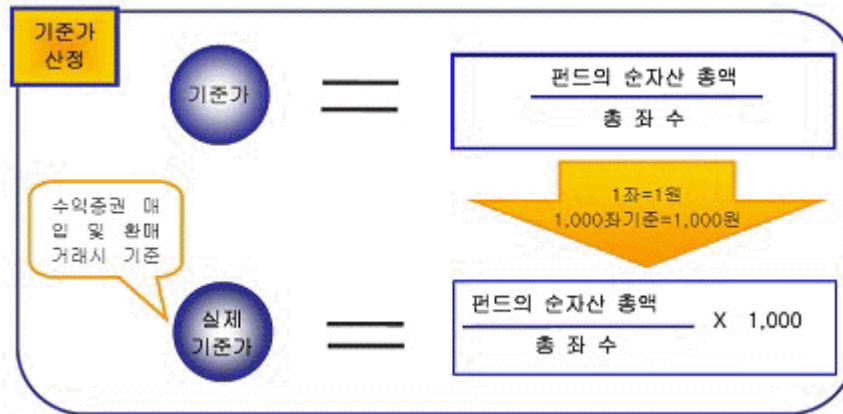 기준가
산정
기준가
펀드의 순자산 총액
총 좌 수
1좌=1원
1,000좌기준=1,000원
수익증권 매
입 및 환매
거래시 기준
실제
기준가
펀드의 순자산 총액
X 1,000
총 좌 수